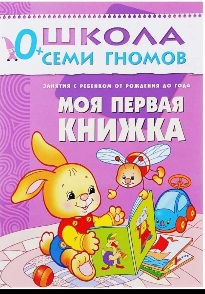 0+ ШКОЛА
СЕМИ ГНОМОВ
ЗАНЯТИЯ С РЕБЕНКОМ ОТ РОЖДЕНИЯ ДО ГОДА
МОЯ ПЕРВАЯ
КНИЖКА